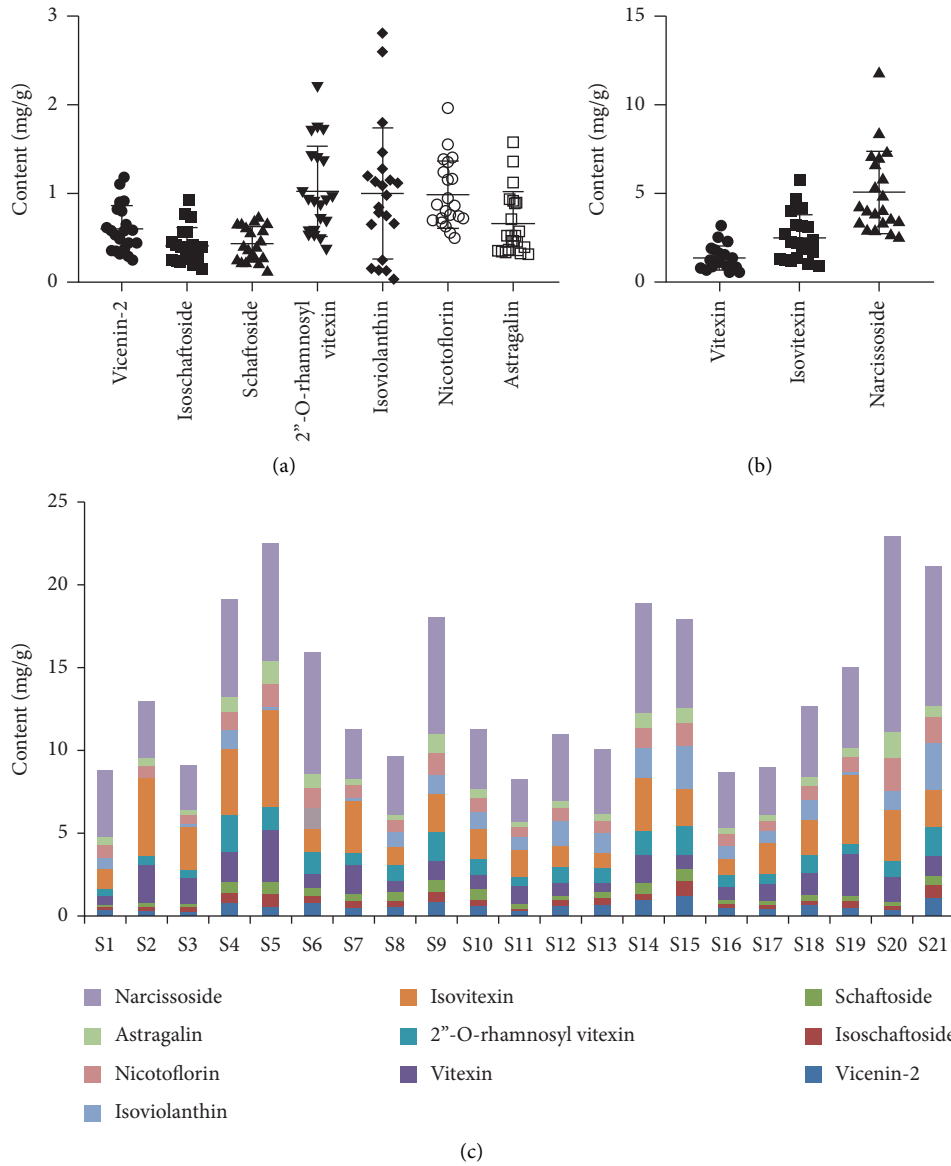 3
2
1
0
Content (mg/g)
Vicenin-2
Isoschaftoside
Schaftoside
2”-O-rhamnosyl
vitexin
Isoviolanthin
Nicotoflorin
Astragalin
(a)
15
10
5
0
Content (mg/g)
Vitexin
Isovitexin
Narcissoside
(b)
25
20
15
10
5
0
Content (mg/g)
S1 S2 S3 S4 S5 S6 S7 S8 S9 S10 S11 S12 S13 S14 S15 S16 S17 S18 S19 S20 S21
Narcissoside
Astragalin
Nicotoflorin
Isoviolanthin
Isovitexin
2”-O-rhamnosyl vitexin
Vitexin
Schaftoside
Isoschaftoside
Vicenin-2
(c)